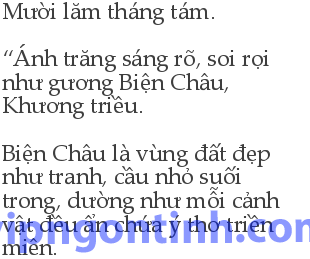 Mười lăm tháng tám.
“Ánh trăng sáng rõ, soi rọi
như gương Biện Châu,
Khương triều.
Biện Châu là vùng đất đẹp
như tranh, cầu nhỏ suối
trong, dường như mỗi cảnh
vật đều ẩn chứa ý thơ triền
miên.